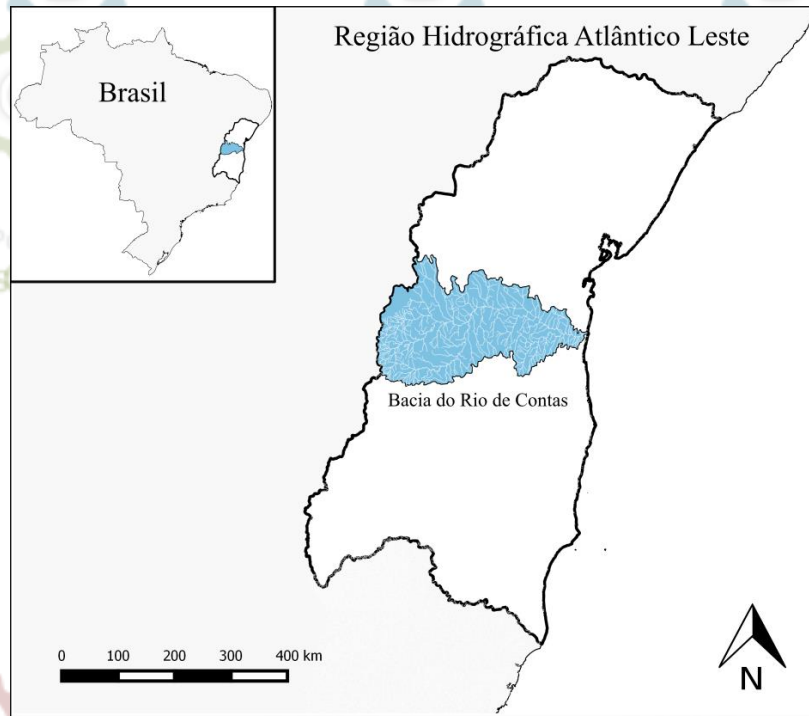 Região Hidrográfica Atlântico Leste
Brasil
Bacia do Rio de Contas
0 100 200 300 400 km
N